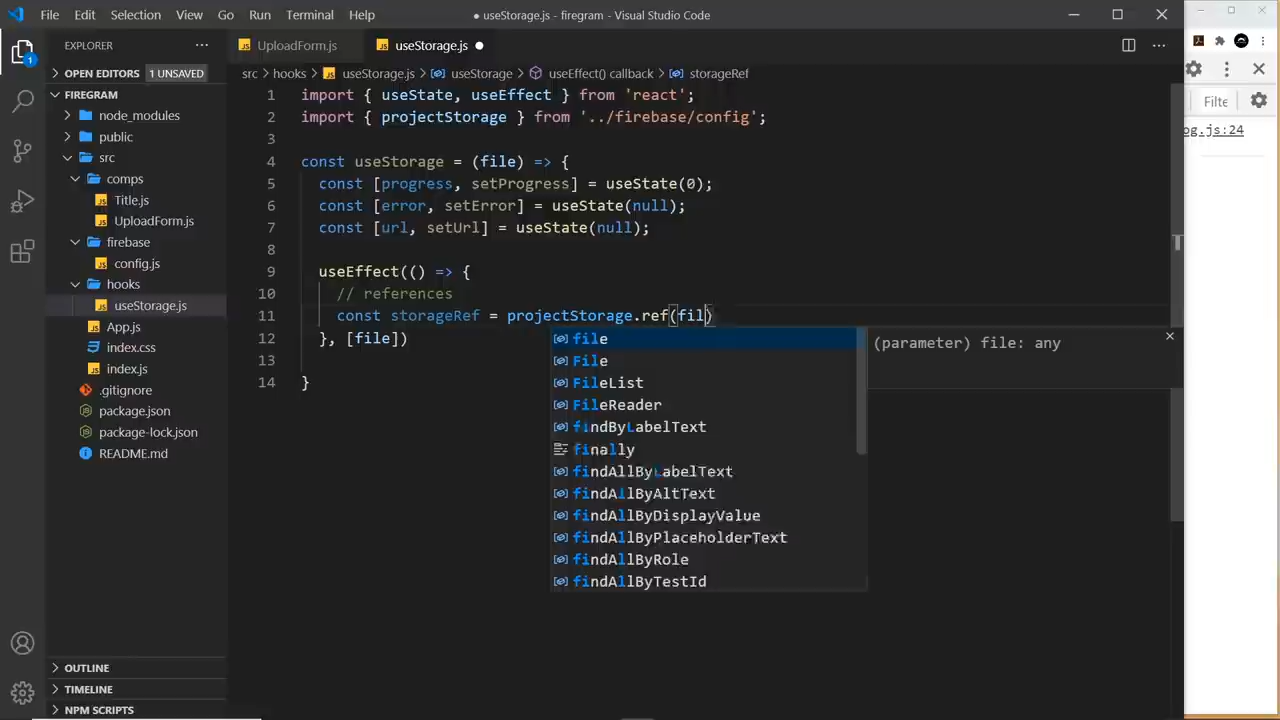 File Edit Selection View Go Run Terminal Help
● useStorage.js - firegram - Visual Studio Code
EXPLORER
OPEN EDITORS 1 UNSAVED
FIREGRAM
node_modules
public
src
comps
Title.js
UploadForm.js
firebase
config.js
hooks
useStorage.js
App.js
index.css
index.js
.gitignore
package.json
package-lock.json
README.md
OUTLINE
TIMELINE
NPM SCRIPTS
1
UploadForm.js useStorage.js ●
src > hooks > useStorage.js > useStorage > useEffect() callback > storageRef
1 import { useState, useEffect } from 'react';
2 import { projectStorage } from '../firebase/config';
3
4 const useStorage = (file) => {
5 const [progress, setProgress] = useState(0);
6 const [error, setError] = useState(null);
7 const [url, setUrl] = useState(null);
8
9 useEffect(() => {
10 // references
11 const storageRef = projectStorage.ref(fil)
12 }, [file])
13
14 }
file
File
FileList
FileReader
findByLabelText
finally
findAllByLabelText
findAllByAltText
findAllByDisplayValue
findAllByPlaceholderText
findAllByRole
findAllByTestId
(parameter) file: any
Filte
og.js:24